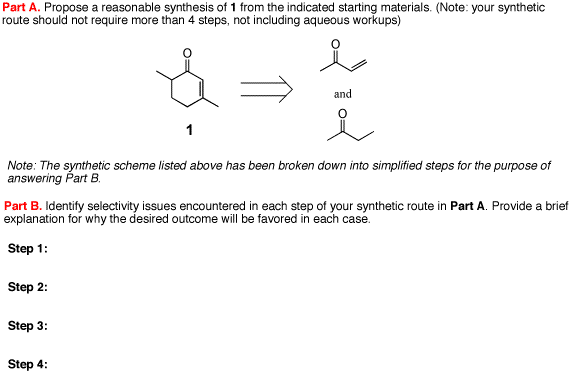 Part A. Propose a reasonable synthesis of 1 from the indicated starting materials. (Note: your synthetic
route should not require more than 4 steps, not including aqueous workups)
O
O
and
O
1
Note: The synthetic scheme listed above has been broken down into simplified steps for the purpose of
answering Part B.
Part B. Identify selectivity issues encountered in each step of your synthetic route in Part A. Provide a brief
explanation for why the desired outcome will be favored in each case.
Step 1:
Step 2:
Step 3:
Step 4: